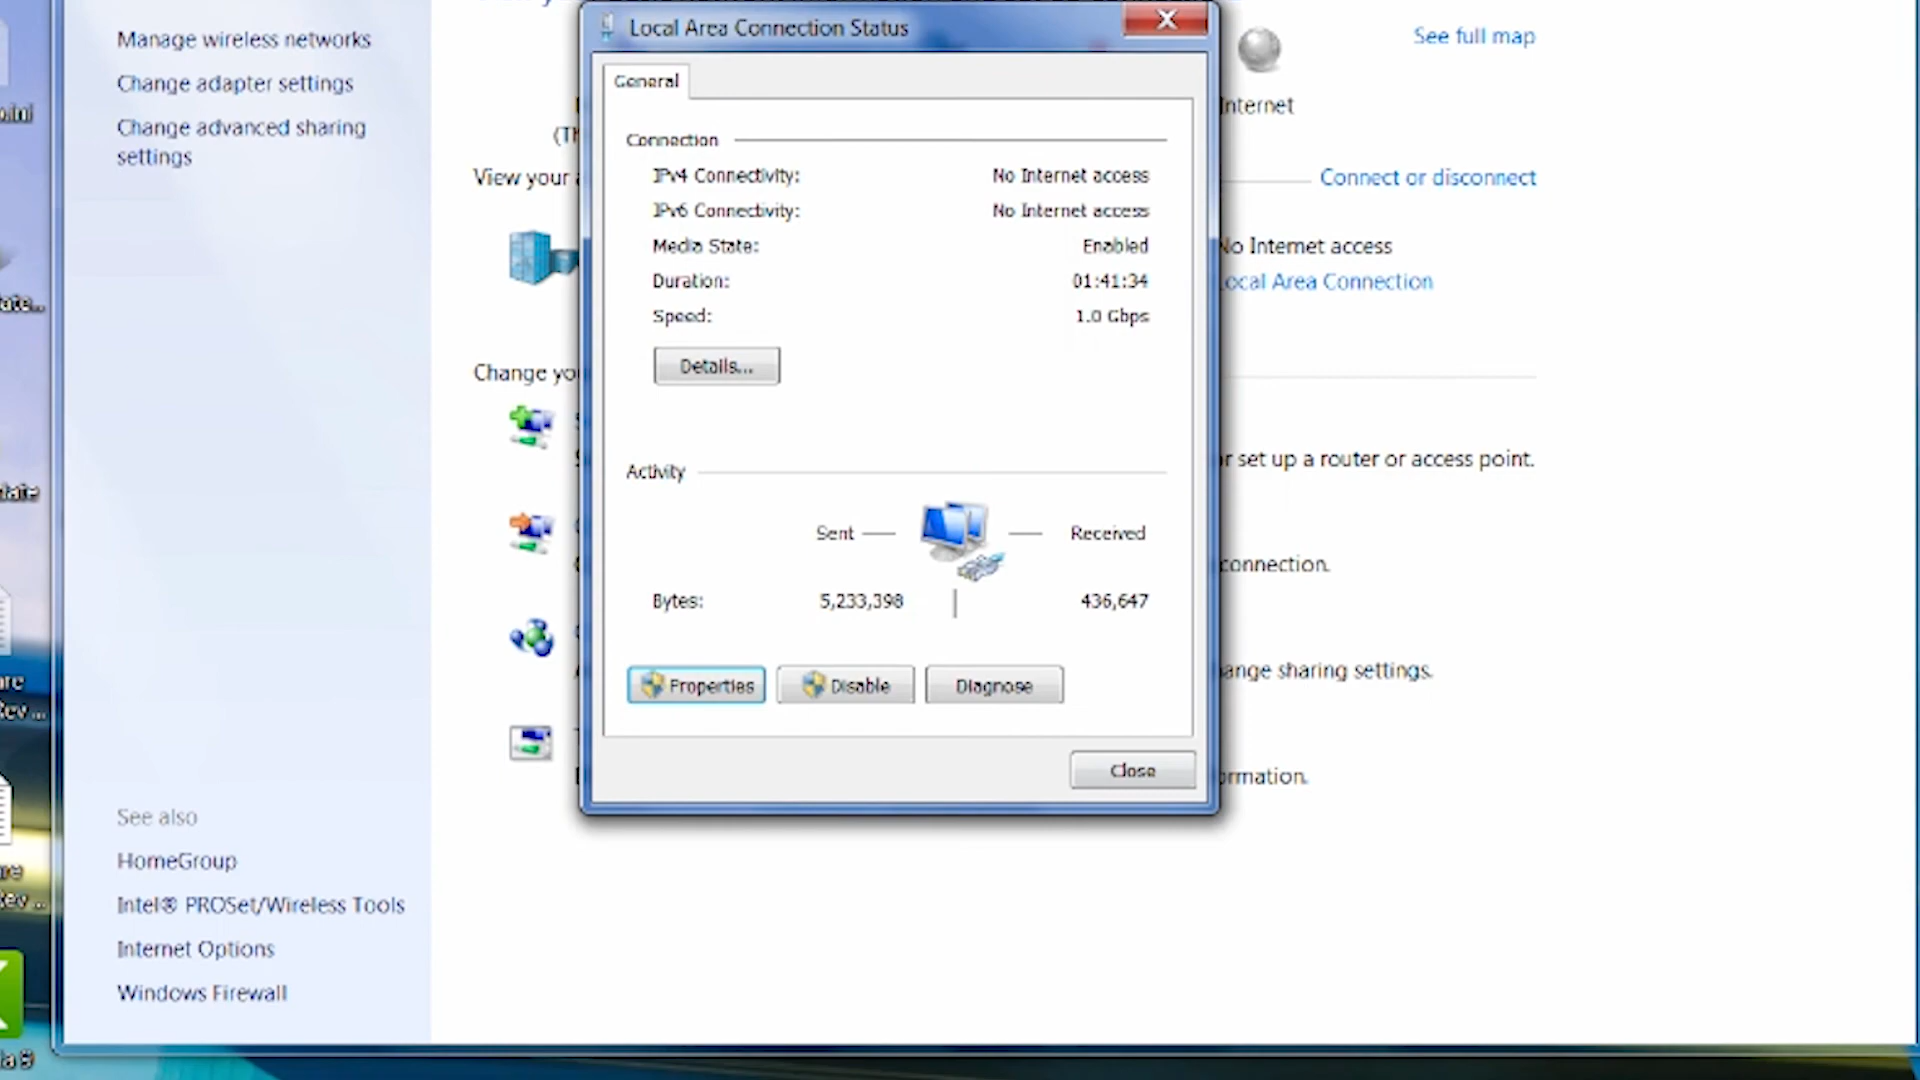 Manage wireless networks
Change adapter settings
Change advanced sharing
settings
See also
HomeGroup
Intel® PROSet/Wireless Tools
Internet Options
Windows Firewall
View your
Change
Local Area Connection Status
General
Connection
IPv4 Connectivity: No Internet access
IPv6 Connectivity: No Internet access
Media State: Enabled
Duration: 01:41:34
Speed: 1.0 Gbps
Details...
Activity
Sent Received
Bytes: 5,233,398 436,647
Properties Disable Diagnose
Close
See full map
Internet
Connect or disconnect
No Internet access
Local Area Connection
set up a router or access point.
connection.
sharing settings.